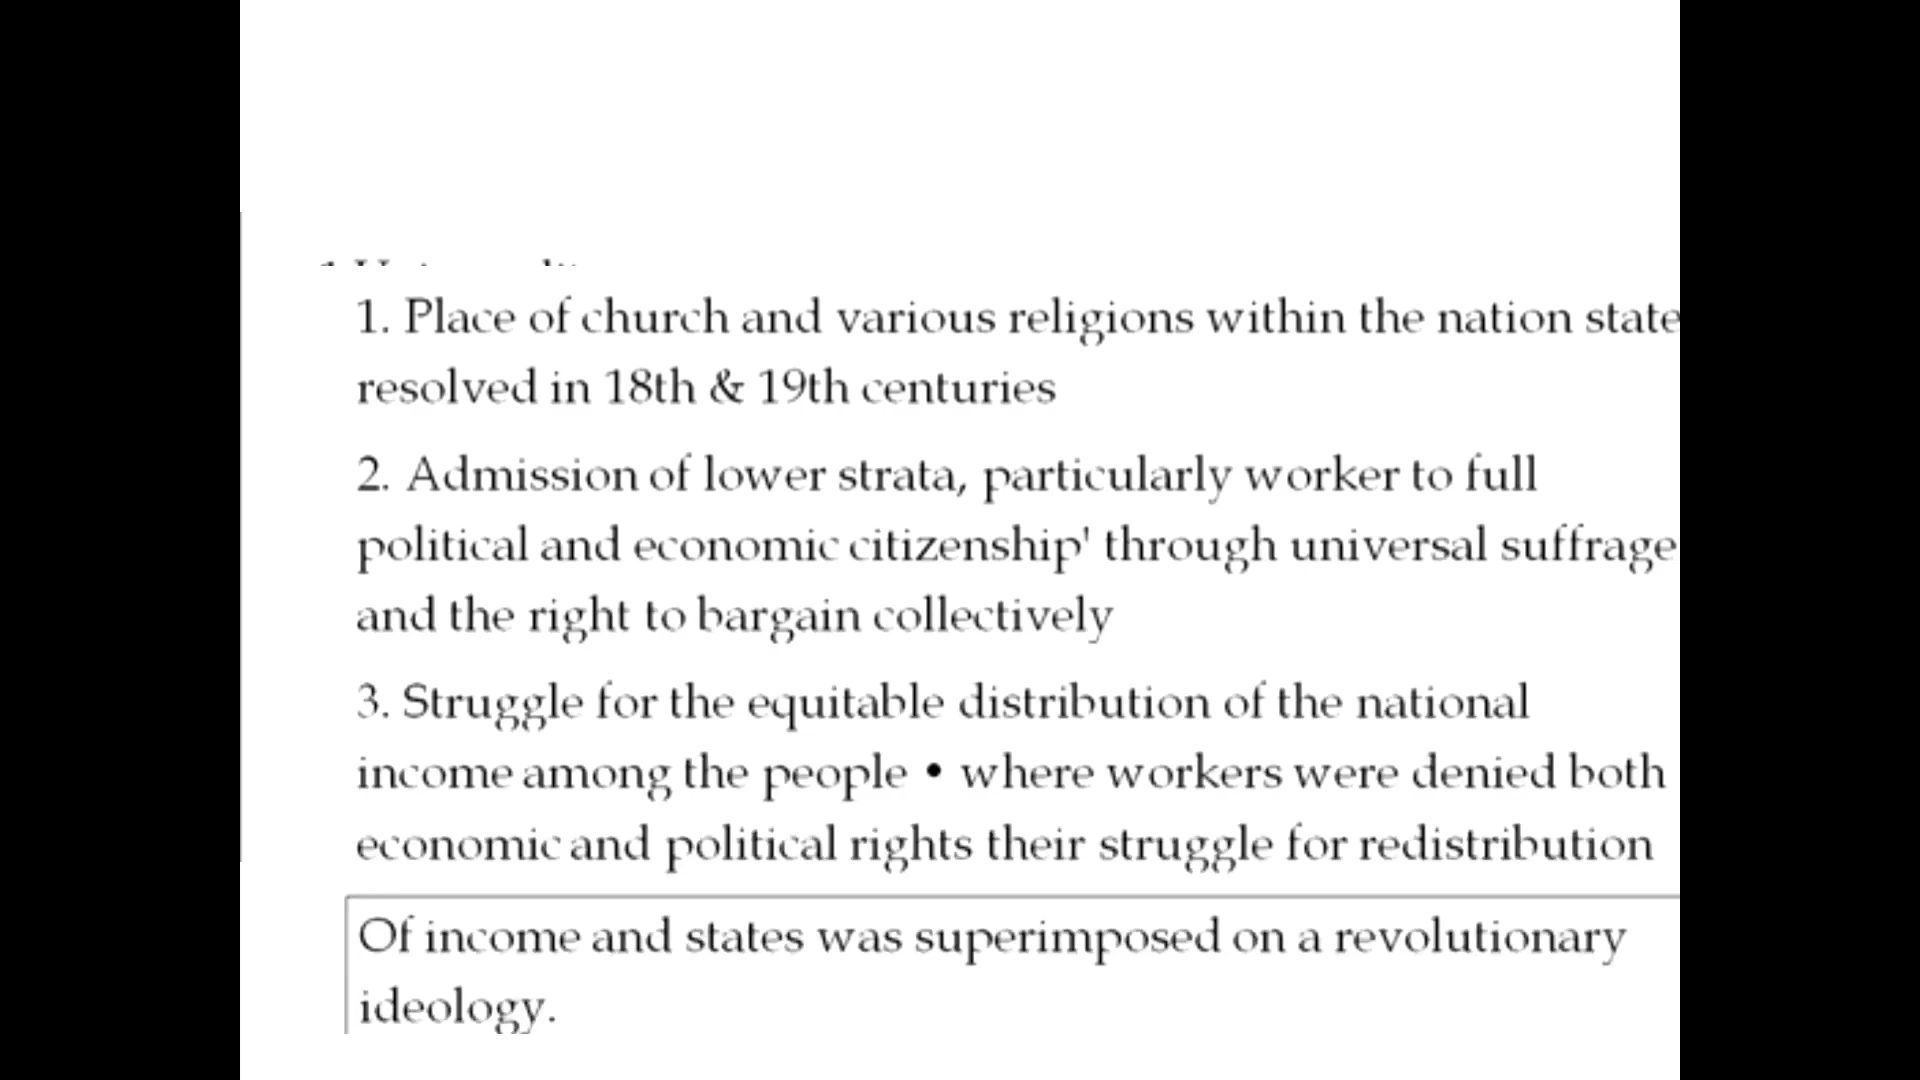 1. Place of church and various religions within the nation state
resolved in 18th & 19th centuries
2. Admission of lower strata, particularly worker to full
political and economic citizenship' through universal suffrage
and the right to bargain collectively
3. Struggle for the equitable distribution of the national
income among the people • where workers were denied both
economic and political rights their struggle for redistribution
Of income and states was superimposed on a revolutionary
ideology.